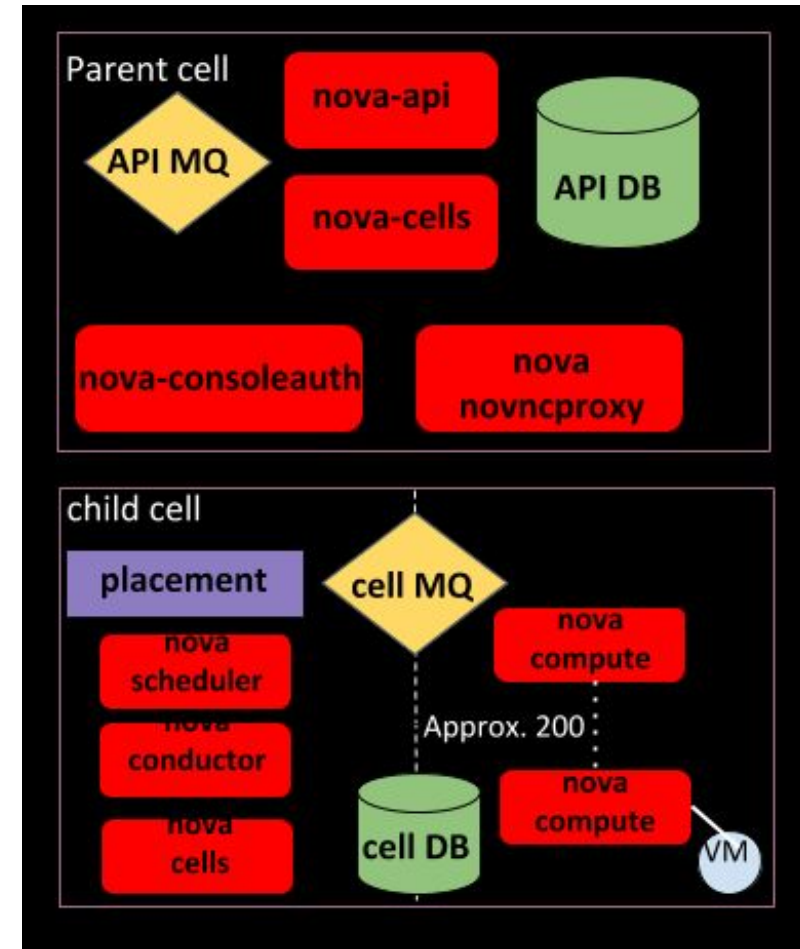 Parent cell
nova-api
API MQ
API DB
nova-cells
nova-consoleauth
nova
novncproxy
child cell
placement
cell MQ
nova
scheduler
nova
compute
nova
conductor
Approx. 200
nova
compute
nova
cells
cell DB
VM